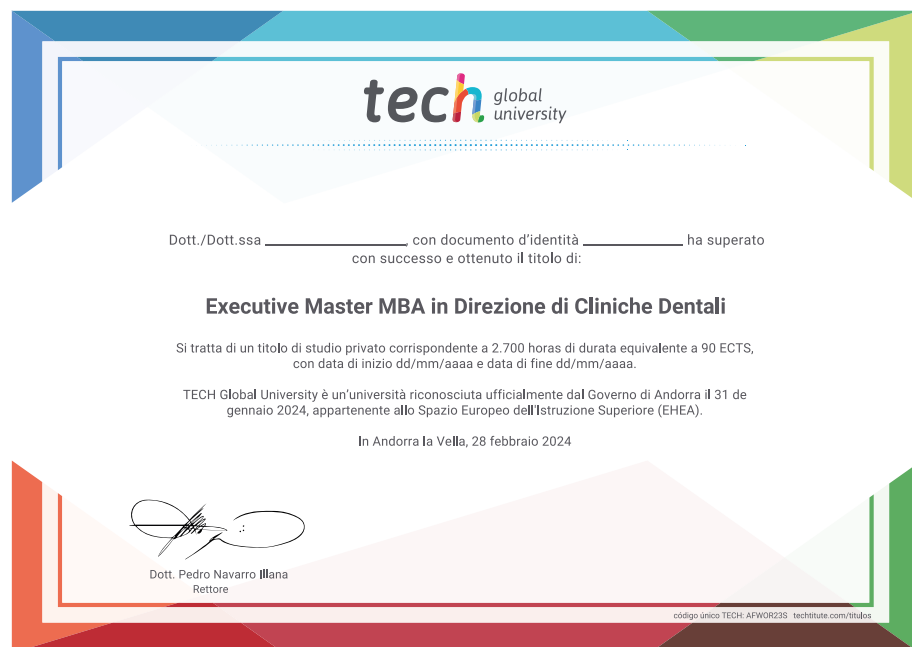 tech global university
Dott./Dott.ssa ____________________, con documento d'identità ______________ ha superato
con successo e ottenuto il titolo di:
Executive Master MBA in Direzione di Cliniche Dentali
Si tratta di un titolo di studio privato corrispondente a 2.700 horas di durata equivalente a 90 ECTS,
con data di inizio dd/mm/aaaa e data di fine dd/mm/aaaa.
TECH Global University è un'università riconosciuta ufficialmente dal Governo di Andorra il 31 de
gennaio 2024, appartenente allo Spazio Europeo dell'Istruzione Superiore (EHEA).
In Andorra la Vella, 28 febbraio 2024
Dott. Pedro Navarro Illana
Rettore
código único TECH: AFWOR23S techtitute.com/titulos